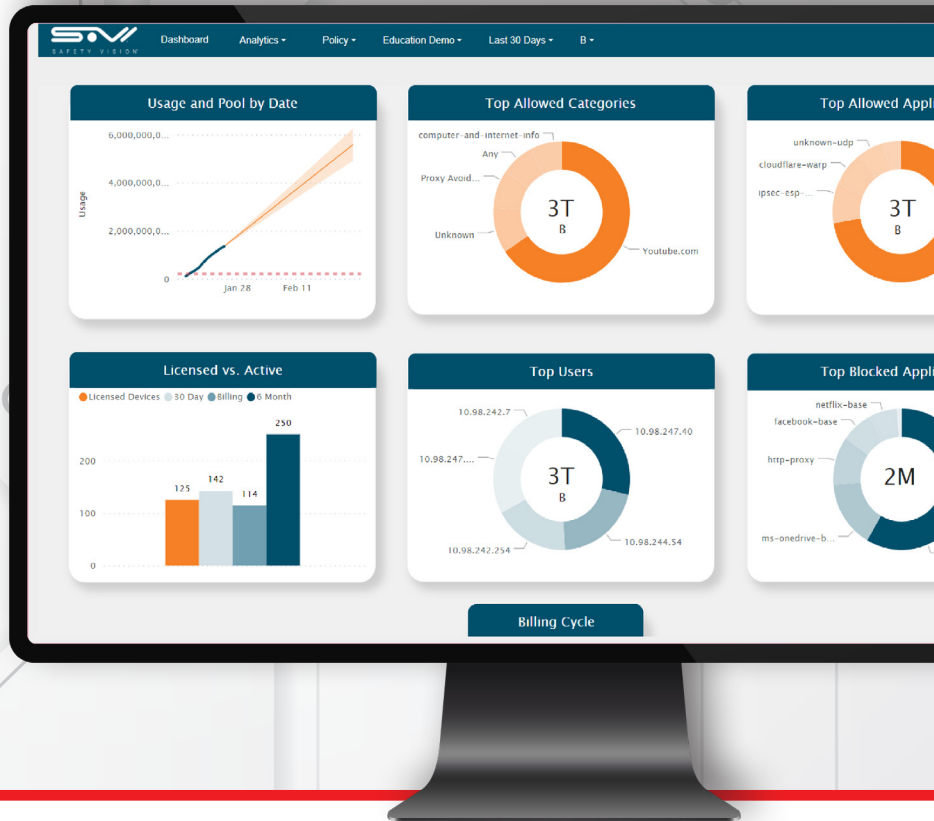 SAFETY VISION
Dashboard Analytics Policy Education Demo Last 30 Days B
Usage and Pool by Date
6,000,000,0...
4,000,000,0...
2,000,000,0...
0
Usage
Jan 28 Feb 11
Top Allowed Categories
computer-and-internet-info
Any
Proxy Avoid...
Unknown
3T
B
Youtube.com
Top Allowed Appli
unknown-udp
cloudflare-warp
ipsec-esp-...
3T
B
Licensed vs. Active
Licensed Devices 30 Day Billing 6 Month
200
100
0
125
142
114
250
Top Users
10.98.242.7
10.98.247.40
10.98.247....
3T
B
10.98.242.254
10.98.244.54
Top Blocked Appli
netflix-base
facebook-base
http-proxy
2M
ms-onedrive-b...
Billing Cycle